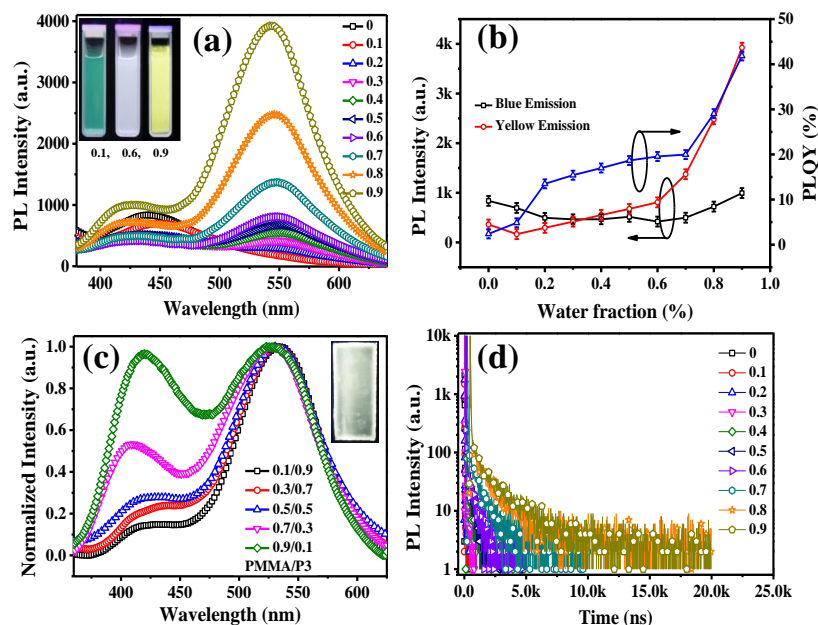 (a)
4000
3500
3000
2500
2000
1500
1000
500
0
PL Intensity (a.u.)
400 450 500 550 600
Wavelength (nm)
0.1, 0.6, 0.9
0
0.1
0.2
0.3
0.4
0.5
0.6
0.7
0.8
0.9
(b)
4k
3k
2k
1k
0
PL Intensity (a.u.)
50
40
30
20
10
0
PLQY (%)
Blue Emission
Yellow Emission
0.0 0.2 0.4 0.6 0.8 1.0
Water fraction (%)
(c)
1.0
0.8
0.6
0.4
0.2
0.0
Normalized Intensity (a.u.)
0.1/0.9
0.3/0.7
0.5/0.5
0.7/0.3
0.9/0.1
PMMA/P3
400 450 500 550 600
Wavelength (nm)
(d)
10k
1k
100
10
1
PL Intensity (a.u.)
0
0.1
0.2
0.3
0.4
0.5
0.6
0.7
0.8
0.9
0.0 5.0k 10.0k 15.0k 20.0k 25.0k
Time (ns)